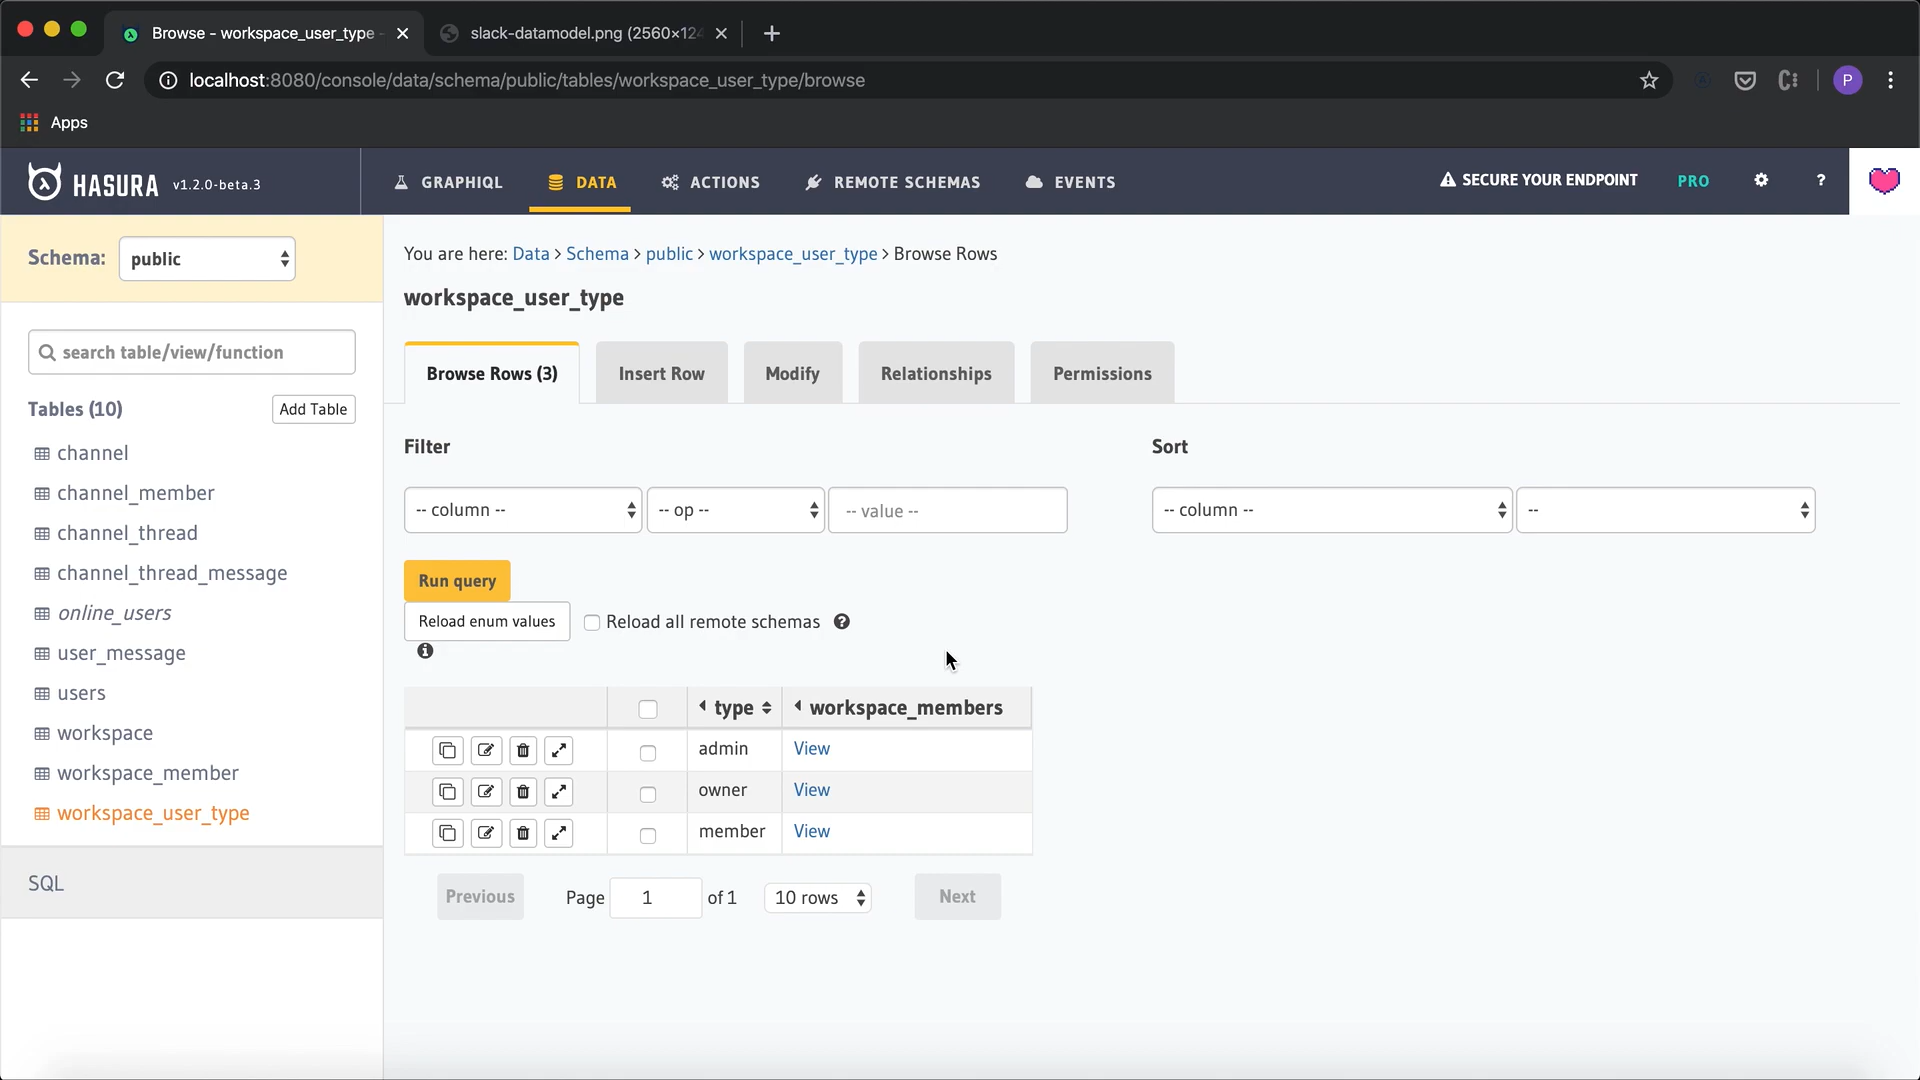 Browse - workspace_user_type -
slack-datamodel.png (2560×124
localhost:8080/console/data/schema/public/tables/workspace_user_type/browse
P
Apps
HASURA v1.2.0-beta.3
GRAPHIQL
DATA
ACTIONS
REMOTE SCHEMAS
EVENTS
SECURE YOUR ENDPOINT
PRO
?
Schema: public
search table/view/function
Tables (10)
Add Table
channel
channel_member
channel_thread
channel_thread_message
online_users
user_message
users
workspace
workspace_member
workspace_user_type
SQL
You are here: Data > Schema > public > workspace_user_type > Browse Rows
workspace_user_type
Browse Rows (3)
Insert Row
Modify
Relationships
Permissions
Filter
Sort
-- column --
-- op --
-- value --
-- column --
--
Run query
Reload enum values
Reload all remote schemas
type
workspace_members
admin View
owner View
member View
Previous
Page 1 of 1
10 rows
Next